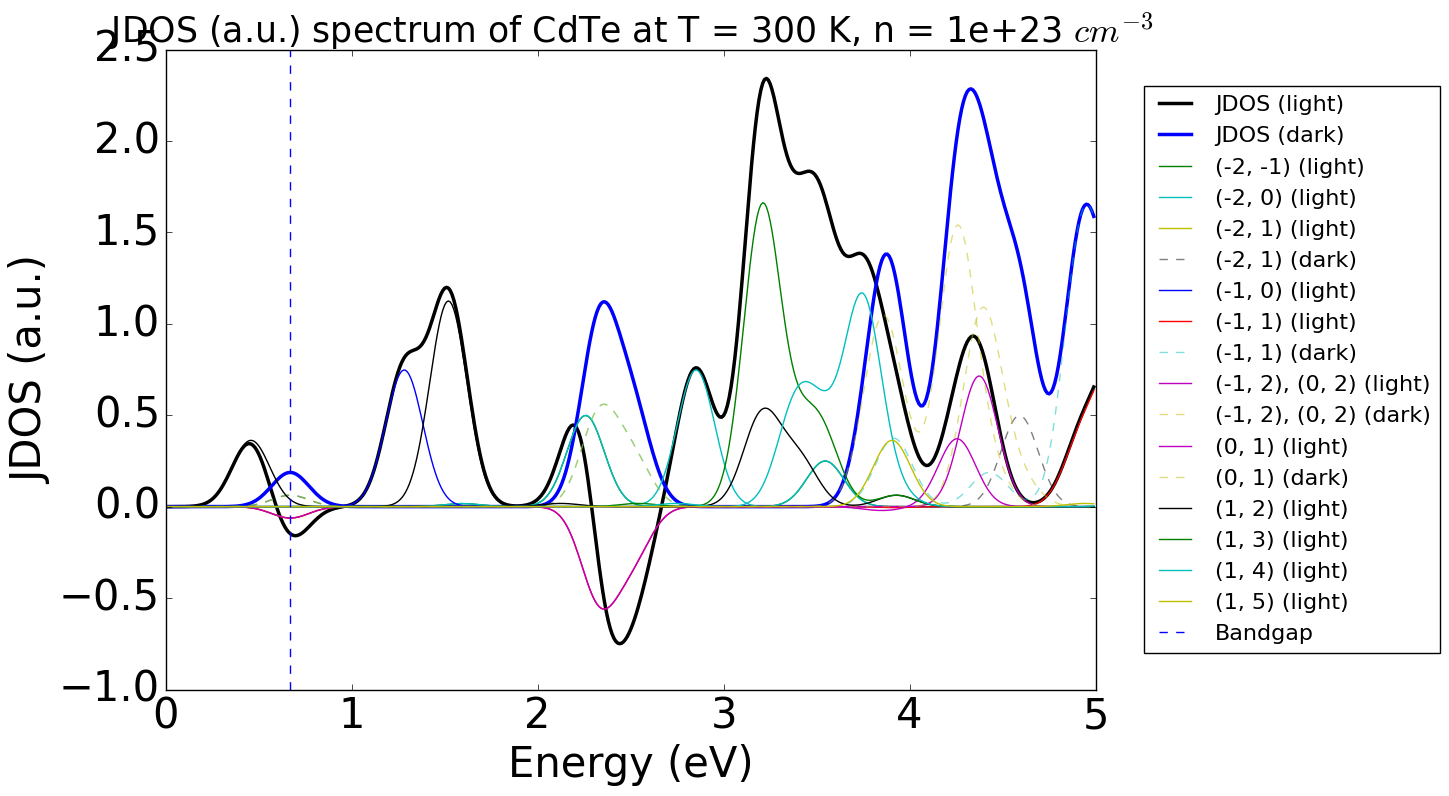 JDOS (a.u.) spectrum of CdTe at T = 300 K, n = 1e+23 cm⁻³
2.5
2.0
1.5
1.0
0.5
0.0
−0.5
−1.0
JDOS (a.u.)
0 1 2 3 4 5
Energy (eV)
JDOS (light)
JDOS (dark)
(-2, -1) (light)
(-2, 0) (light)
(-2, 1) (light)
(-2, 1) (dark)
(-1, 0) (light)
(-1, 1) (light)
(-1, 1) (dark)
(-1, 2), (0, 2) (light)
(-1, 2), (0, 2) (dark)
(0, 1) (light)
(0, 1) (dark)
(1, 2) (light)
(1, 3) (light)
(1, 4) (light)
(1, 5) (light)
Bandgap